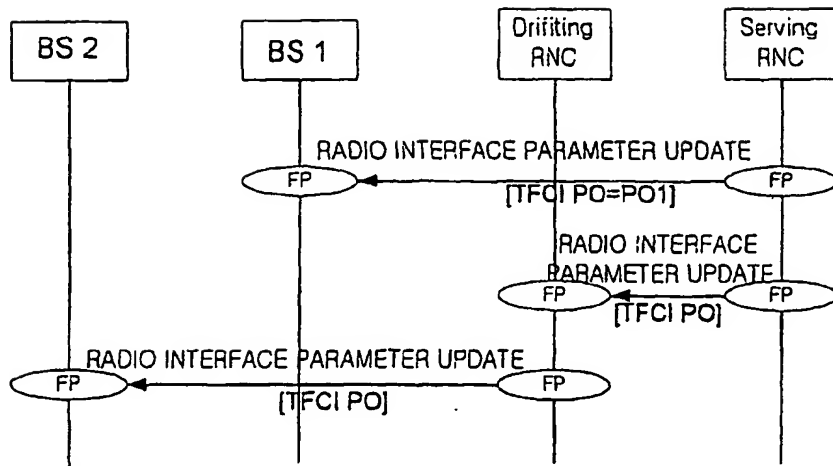 BS 2
BS 1
Drifiting
RNC
Serving
RNC
RADIO INTERFACE PARAMETER UPDATE
FP
FP
[TFCI PO=PO1]
RADIO INTERFACE
PARAMETER UPDATE
FP
FP
[TFCI PO]
RADIO INTERFACE PARAMETER UPDATE
FP
FP
[TFCI PO]